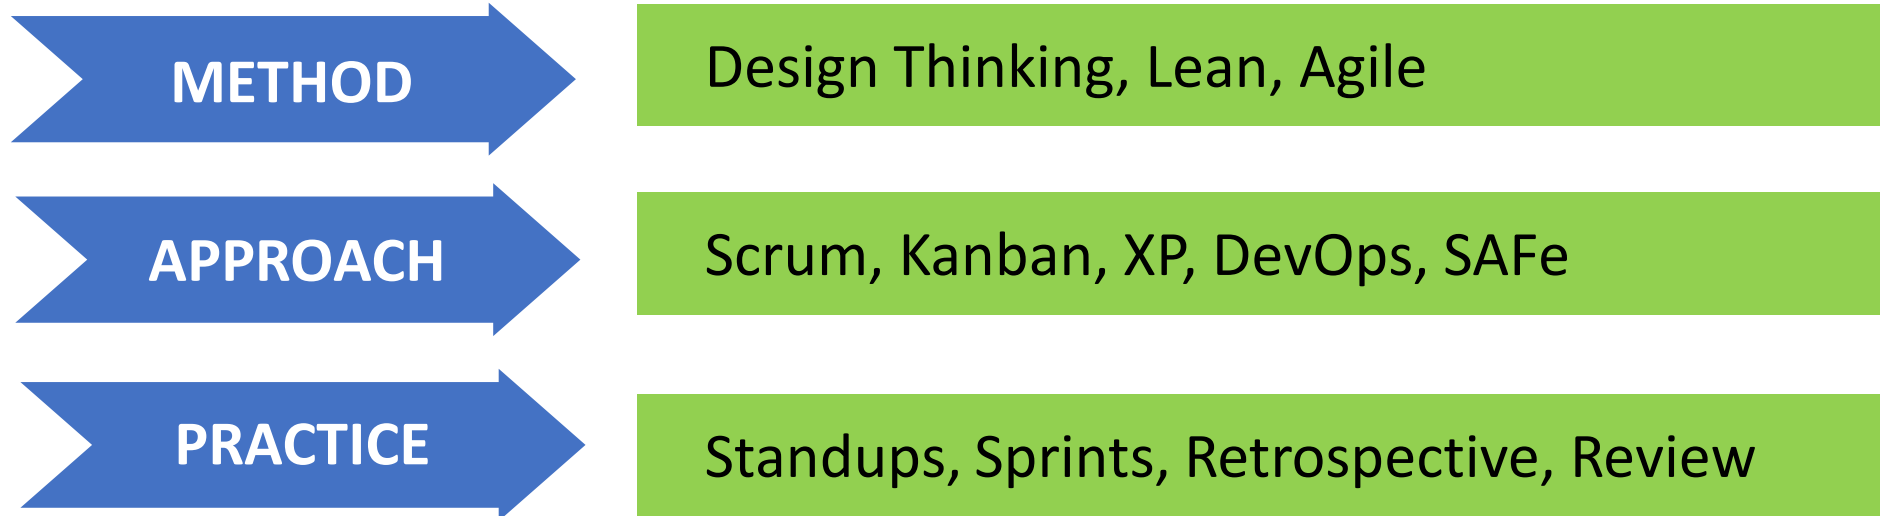 METHOD
Design Thinking, Lean, Agile
APPROACH
Scrum, Kanban, XP, DevOps, SAFe
PRACTICE
Standups, Sprints, Retrospective, Review